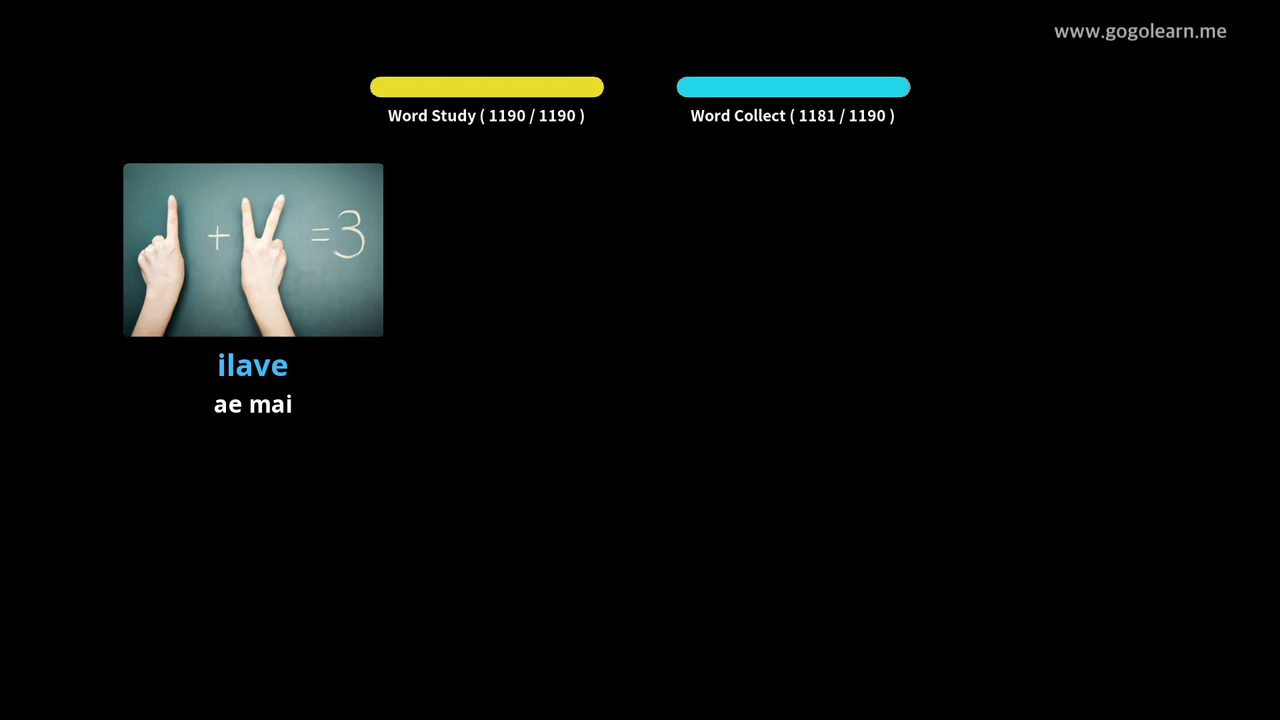 www.gogolearn.me
Word Study ( 1190 / 1190 )
Word Collect ( 1181 / 1190 )
+ = 3
ilave
ae mai